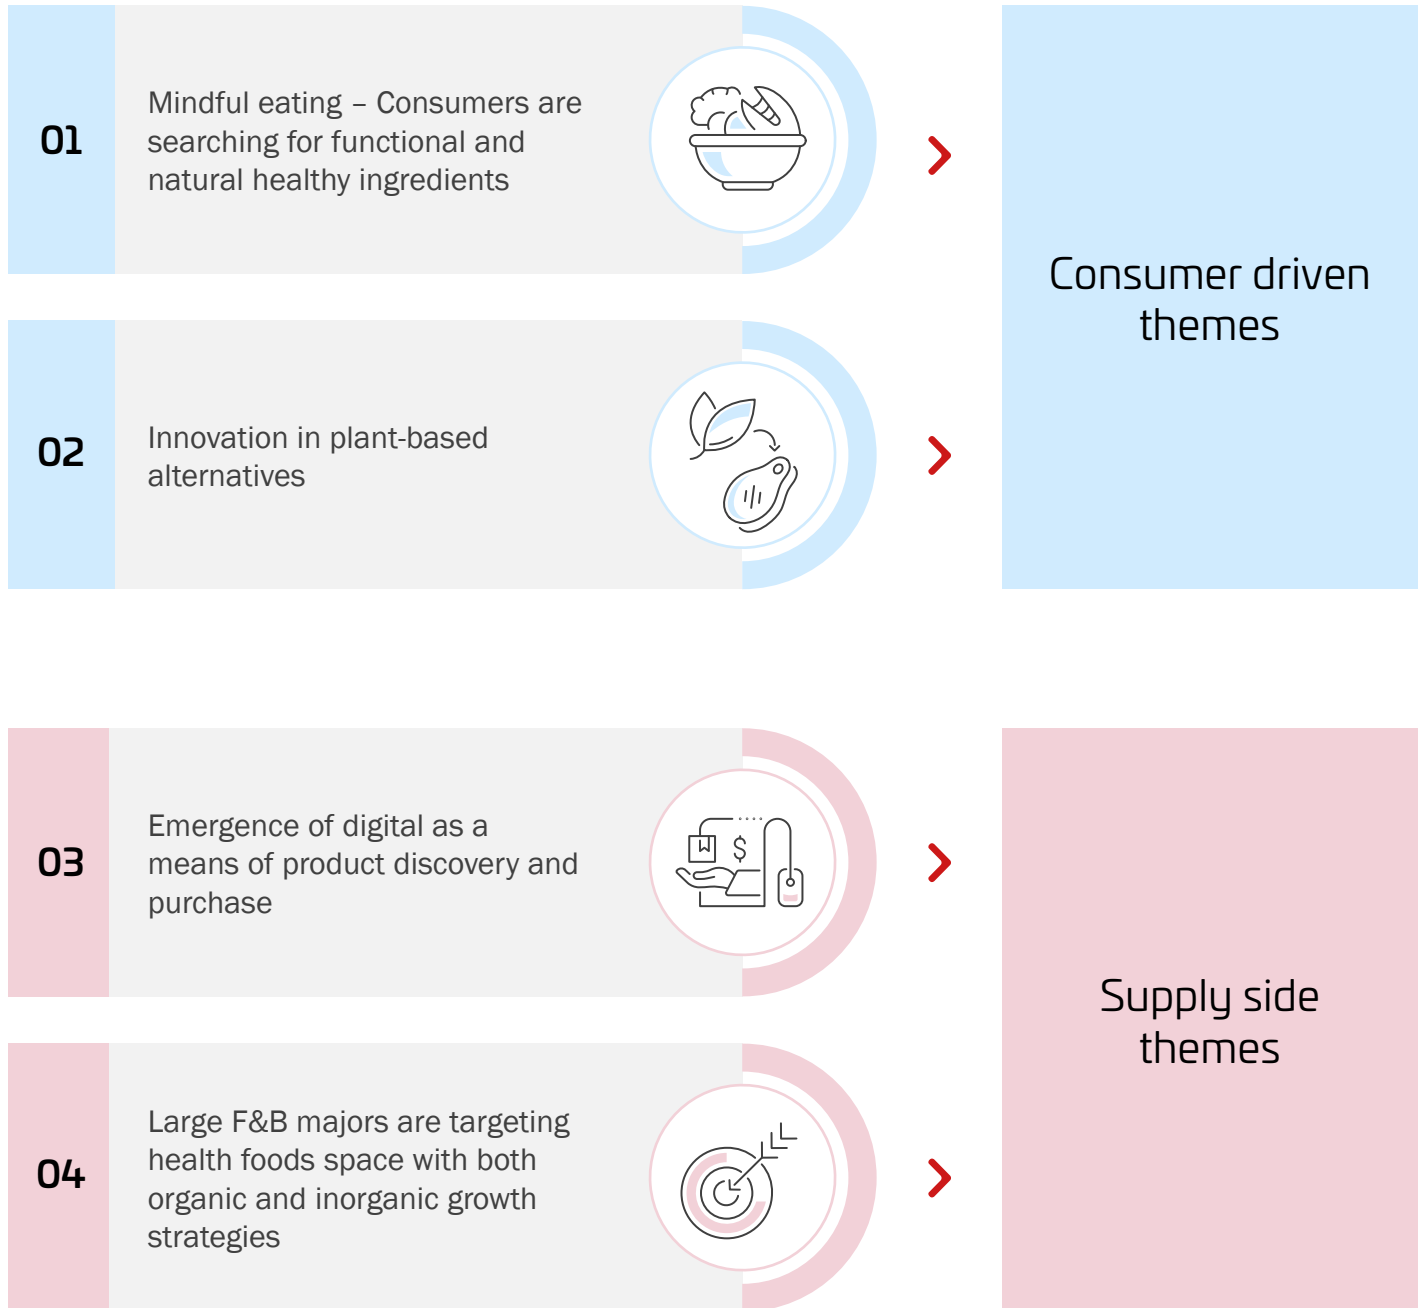 01
Mindful eating – Consumers are
searching for functional and
natural healthy ingredients
02
Innovation in plant-based
alternatives
Consumer driven
themes
03
Emergence of digital as a
means of product discovery and
purchase
$
04
Large F&B majors are targeting
health foods space with both
organic and inorganic growth
strategies
Supply side
themes